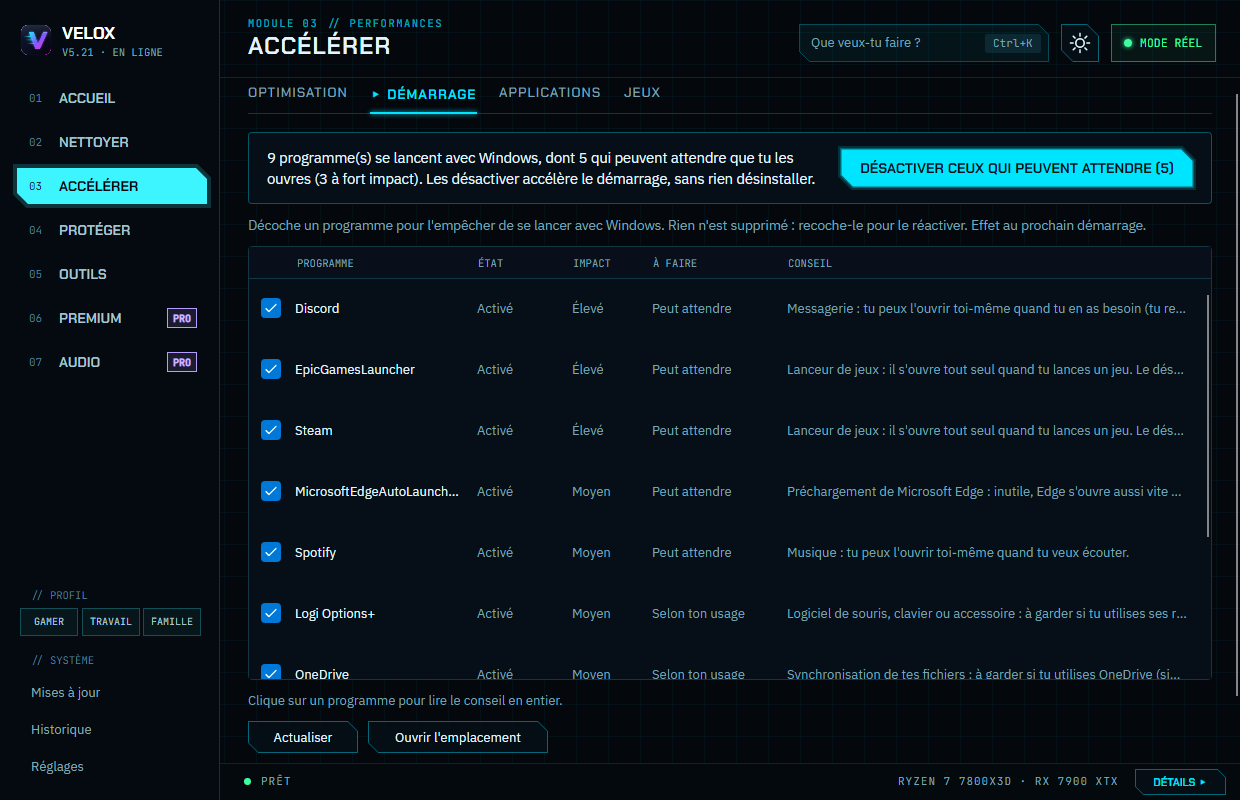 VELOX
V5.21 · EN LIGNE
01 ACCUEIL
02 NETTOYER
03 ACCÉLÉRER
04 PROTÉGER
05 OUTILS
06 PREMIUM PRO
07 AUDIO PRO
// PROFIL
GAMER TRAVAIL FAMILLE
// SYSTÈME
Mises à jour
Historique
Réglages
MODULE 03 // PERFORMANCES
ACCÉLÉRER
Que veux-tu faire ? Ctrl+K
MODE RÉEL
OPTIMISATION ▸ DÉMARRAGE APPLICATIONS JEUX
9 programme(s) se lancent avec Windows, dont 5 qui peuvent attendre que tu les
ouvres (3 à fort impact). Les désactiver accélère le démarrage, sans rien désinstaller.
DÉSACTIVER CEUX QUI PEUVENT ATTENDRE (5)
Décoche un programme pour l'empêcher de se lancer avec Windows. Rien n'est supprimé : recoche-le pour le réactiver. Effet au prochain démarrage.
PROGRAMME ÉTAT IMPACT À FAIRE CONSEIL
Discord Activé Élevé Peut attendre Messagerie : tu peux l'ouvrir toi-même quand tu en as besoin (tu re...
EpicGamesLauncher Activé Élevé Peut attendre Lanceur de jeux : il s'ouvre tout seul quand tu lances un jeu. Le dés...
Steam Activé Élevé Peut attendre Lanceur de jeux : il s'ouvre tout seul quand tu lances un jeu. Le dés...
MicrosoftEdgeAutoLaunch... Activé Moyen Peut attendre Préchargement de Microsoft Edge : inutile, Edge s'ouvre aussi vite ...
Spotify Activé Moyen Peut attendre Musique : tu peux l'ouvrir toi-même quand tu veux écouter.
Logi Options+ Activé Moyen Selon ton usage Logiciel de souris, clavier ou accessoire : à garder si tu utilises ses r...
OneDrive Activé Moyen Selon ton usage Synchronisation de tes fichiers : à garder si tu utilises OneDrive (si...
Clique sur un programme pour lire le conseil en entier.
Actualiser Ouvrir l'emplacement
PRÊT
RYZEN 7 7800X3D · RX 7900 XTX
DÉTAILS ▸